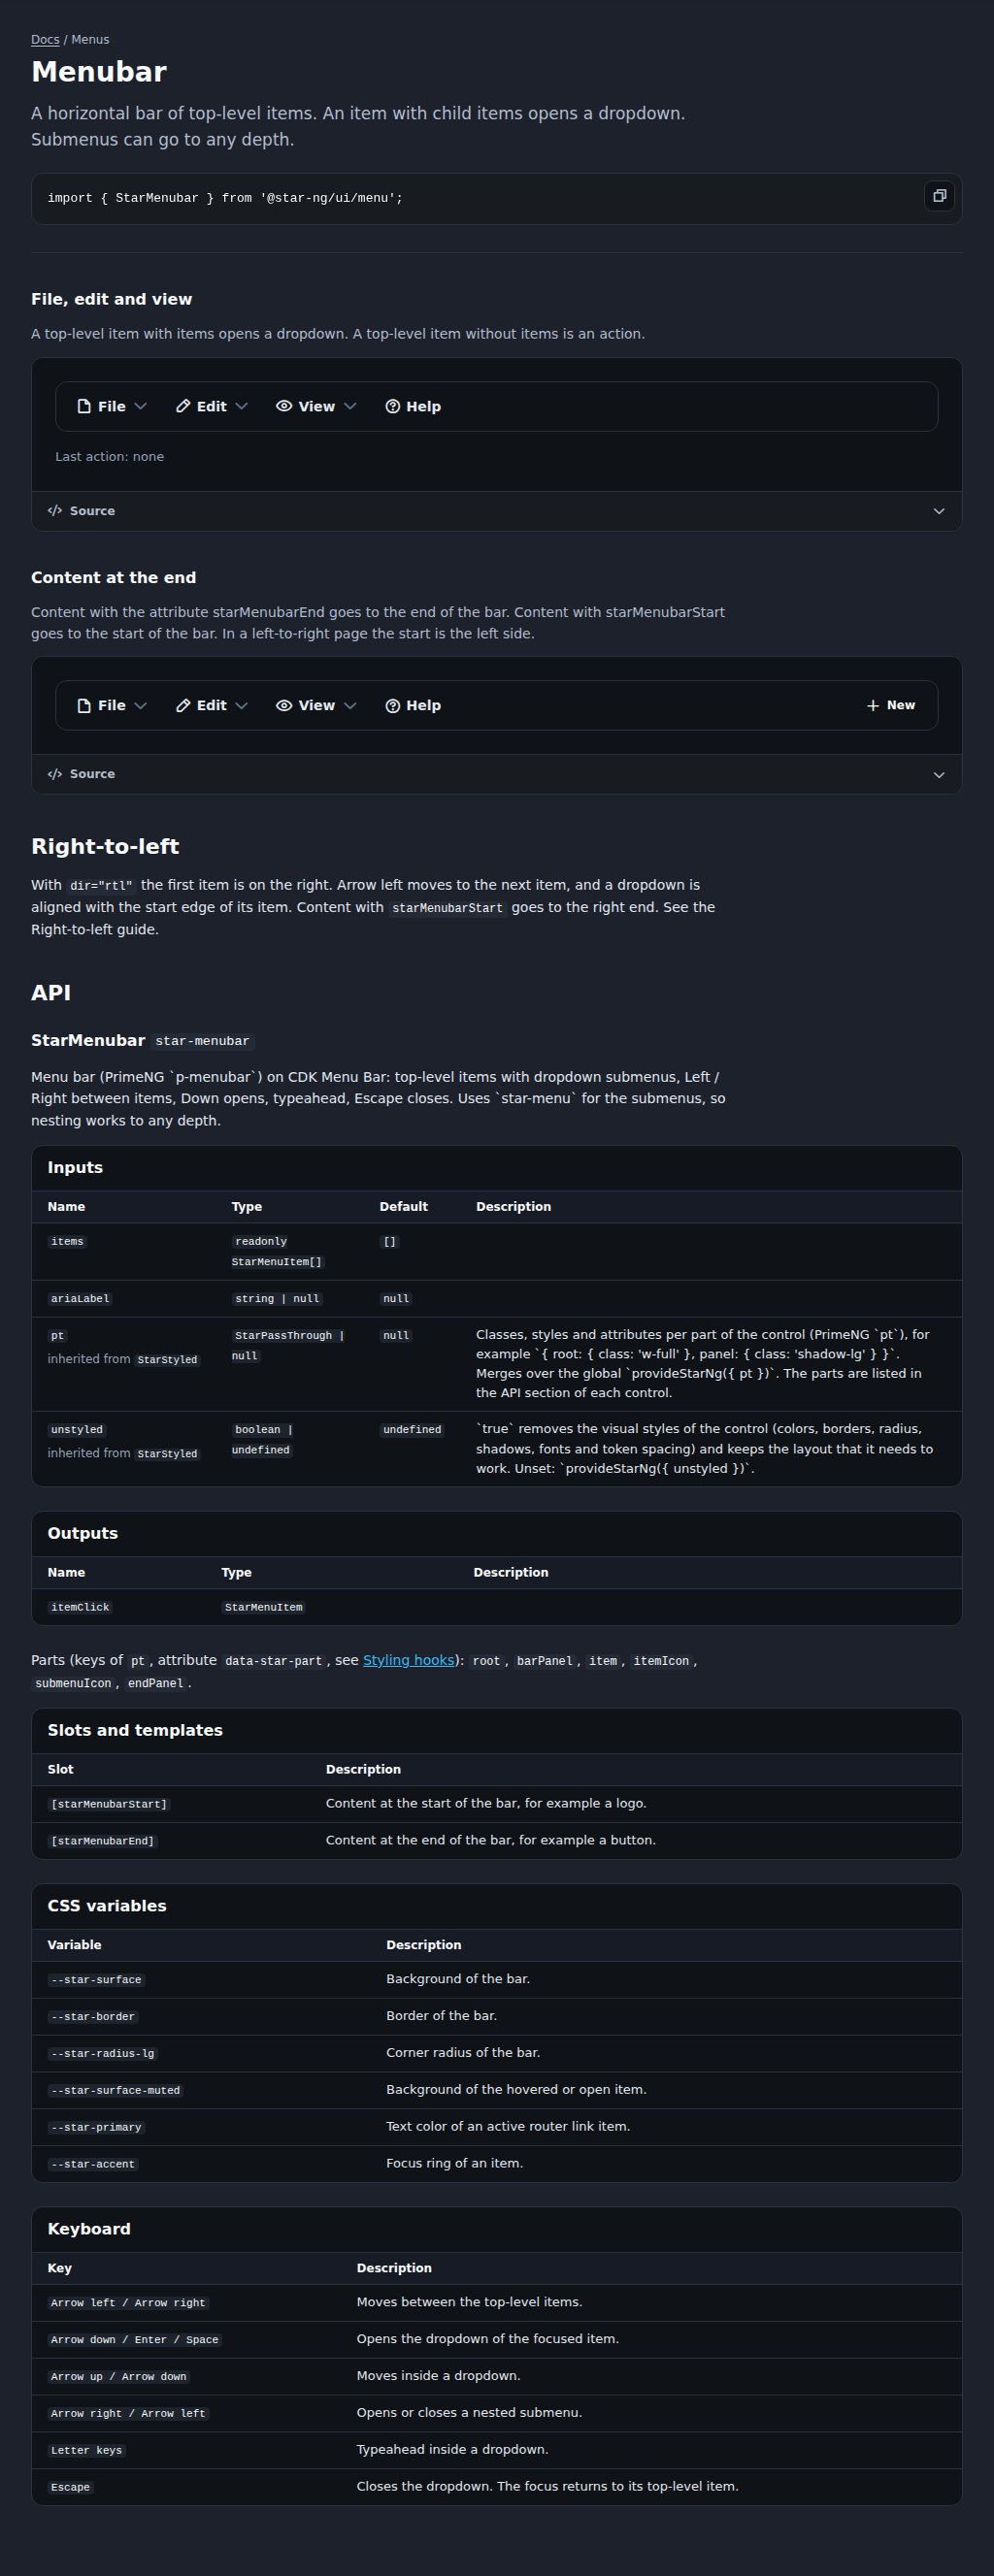 Docs / Menus
Menubar
A horizontal bar of top-level items. An item with child items opens a dropdown.
Submenus can go to any depth.
import { StarMenubar } from '@star-ng/ui/menu';
File, edit and view
A top-level item with items opens a dropdown. A top-level item without items is an action.
File Edit View Help
Last action: none
Source
Content at the end
Content with the attribute starMenubarEnd goes to the end of the bar. Content with starMenubarStart
goes to the start of the bar. In a left-to-right page the start is the left side.
File Edit View Help New
Source
Right-to-left
With dir="rtl" the first item is on the right. Arrow left moves to the next item, and a dropdown is
aligned with the start edge of its item. Content with starMenubarStart goes to the right end. See the
Right-to-left guide.
API
StarMenubar star-menubar
Menu bar (PrimeNG `p-menubar`) on CDK Menu Bar: top-level items with dropdown submenus, Left /
Right between items, Down opens, typeahead, Escape closes. Uses `star-menu` for the submenus, so
nesting works to any depth.
Inputs
Name Type Default Description
items readonly []
StarMenuItem[]
ariaLabel string | null null
pt StarPassThrough | null Classes, styles and attributes per part of the control (PrimeNG `pt`), for
inherited from StarStyled null example `{ root: { class: 'w-full' }, panel: { class: 'shadow-lg' } }`.
Merges over the global `provideStarNg({ pt })`. The parts are listed in
the API section of each control.
unstyled boolean | undefined `true` removes the visual styles of the control (colors, borders, radius,
inherited from StarStyled undefined shadows, fonts and token spacing) and keeps the layout that it needs to
work. Unset: `provideStarNg({ unstyled })`.
Outputs
Name Type Description
itemClick StarMenuItem
Parts (keys of pt, attribute data-star-part, see Styling hooks): root, barPanel, item, itemIcon,
submenuIcon, endPanel.
Slots and templates
Slot Description
[starMenubarStart] Content at the start of the bar, for example a logo.
[starMenubarEnd] Content at the end of the bar, for example a button.
CSS variables
Variable Description
--star-surface Background of the bar.
--star-border Border of the bar.
--star-radius-lg Corner radius of the bar.
--star-surface-muted Background of the hovered or open item.
--star-primary Text color of an active router link item.
--star-accent Focus ring of an item.
Keyboard
Key Description
Arrow left / Arrow right Moves between the top-level items.
Arrow down / Enter / Space Opens the dropdown of the focused item.
Arrow up / Arrow down Moves inside a dropdown.
Arrow right / Arrow left Opens or closes a nested submenu.
Letter keys Typeahead inside a dropdown.
Escape Closes the dropdown. The focus returns to its top-level item.